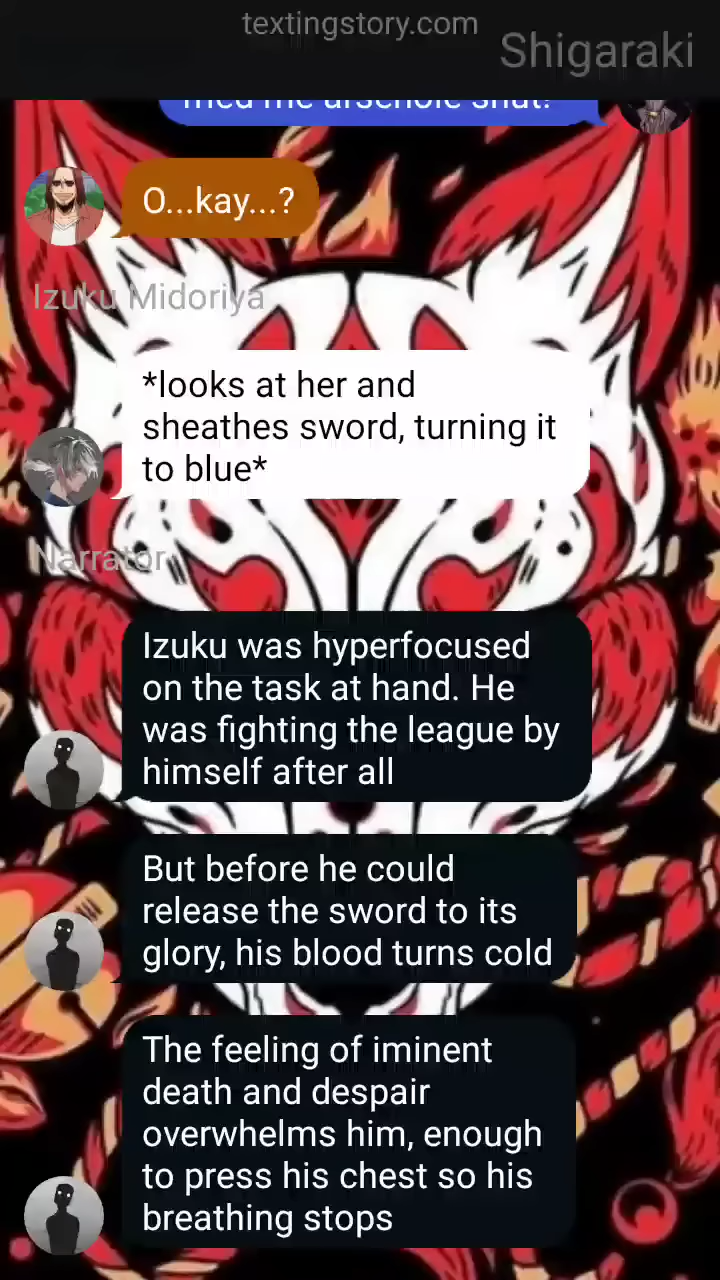 textingstory.com
Shigaraki
O...kay...?
Izuku Midoriya
*looks at her and
sheathes sword, turning it
to blue*
Narrator
Izuku was hyperfocused
on the task at hand. He
was fighting the league by
himself after all
But before he could
release the sword to its
glory, his blood turns cold
The feeling of iminent
death and despair
overwhelms him, enough
to press his chest so his
breathing stops